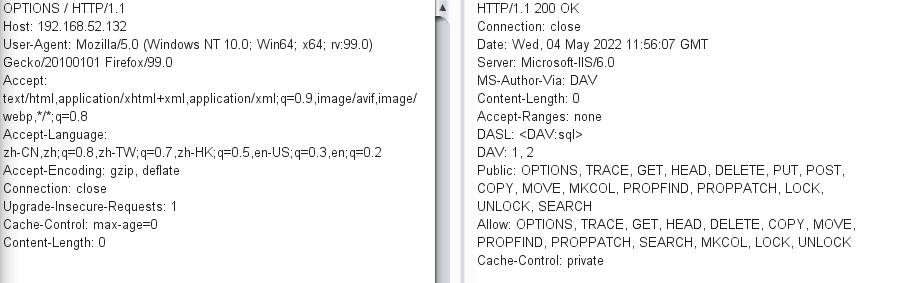 OPTIONS / HTTP/1.1
Host: 192.168.52.132
User-Agent: Mozilla/5.0 (Windows NT 10.0; Win64; x64; rv:99.0)
Gecko/20100101 Firefox/99.0
Accept:
text/html,application/xhtml+xml,application/xml;q=0.9,image/avif,image/
webp,*/*;q=0.8
Accept-Language:
zh-CN,zh;q=0.8,zh-TW;q=0.7,zh-HK;q=0.5,en-US;q=0.3,en;q=0.2
Accept-Encoding: gzip, deflate
Connection: close
Upgrade-Insecure-Requests: 1
Cache-Control: max-age=0
Content-Length: 0
HTTP/1.1 200 OK
Connection: close
Date: Wed, 04 May 2022 11:56:07 GMT
Server: Microsoft-IIS/6.0
MS-Author-Via: DAV
Content-Length: 0
Accept-Ranges: none
DASL: <DAV:sql>
DAV: 1, 2
Public: OPTIONS, TRACE, GET, HEAD, DELETE, PUT, POST,
COPY, MOVE, MKCOL, PROPFIND, PROPPATCH, LOCK,
UNLOCK, SEARCH
Allow: OPTIONS, TRACE, GET, HEAD, DELETE, COPY, MOVE,
PROPFIND, PROPPATCH, SEARCH, MKCOL, LOCK, UNLOCK
Cache-Control: private